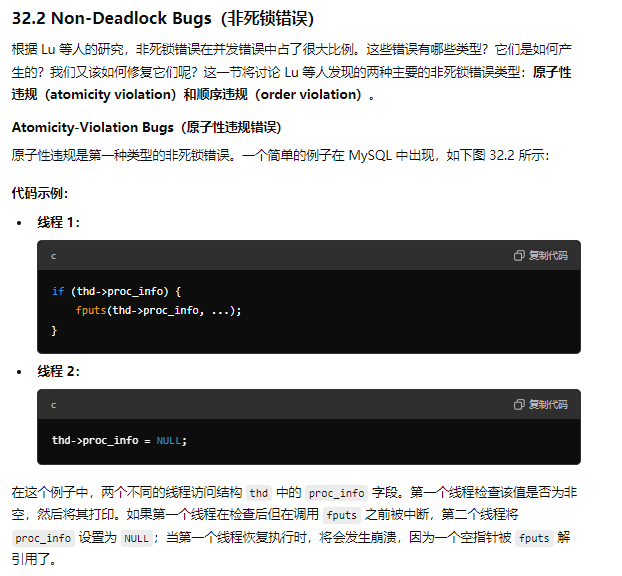 32.2 Non-Deadlock Bugs（非死锁错误）
根据 Lu 等人的研究，非死锁错误在并发错误中占了很大比例。这些错误有哪些类型？它们是如何产
生的？我们又该如何修复它们呢？这一节将讨论 Lu 等人发现的两种主要的非死锁错误类型：原子性
违规（atomicity violation）和顺序违规（order violation）。
Atomicity-Violation Bugs（原子性违规错误）
原子性违规是第一种类型的非死锁错误。一个简单的例子在 MySQL 中出现，如下图 32.2 所示：
代码示例：
• 线程 1：
c 复制代码
if (thd->proc_info) {
    fputs(thd->proc_info, ...);
}
• 线程 2：
c 复制代码
thd->proc_info = NULL;
在这个例子中，两个不同的线程访问结构 thd 中的 proc_info 字段。第一个线程检查该值是否为非
空，然后将其打印。如果第一个线程在检查后但在调用 fputs 之前被中断，第二个线程将
proc_info 设置为 NULL；当第一个线程恢复执行时，将会发生崩溃，因为一个空指针被 fputs 解
引用了。